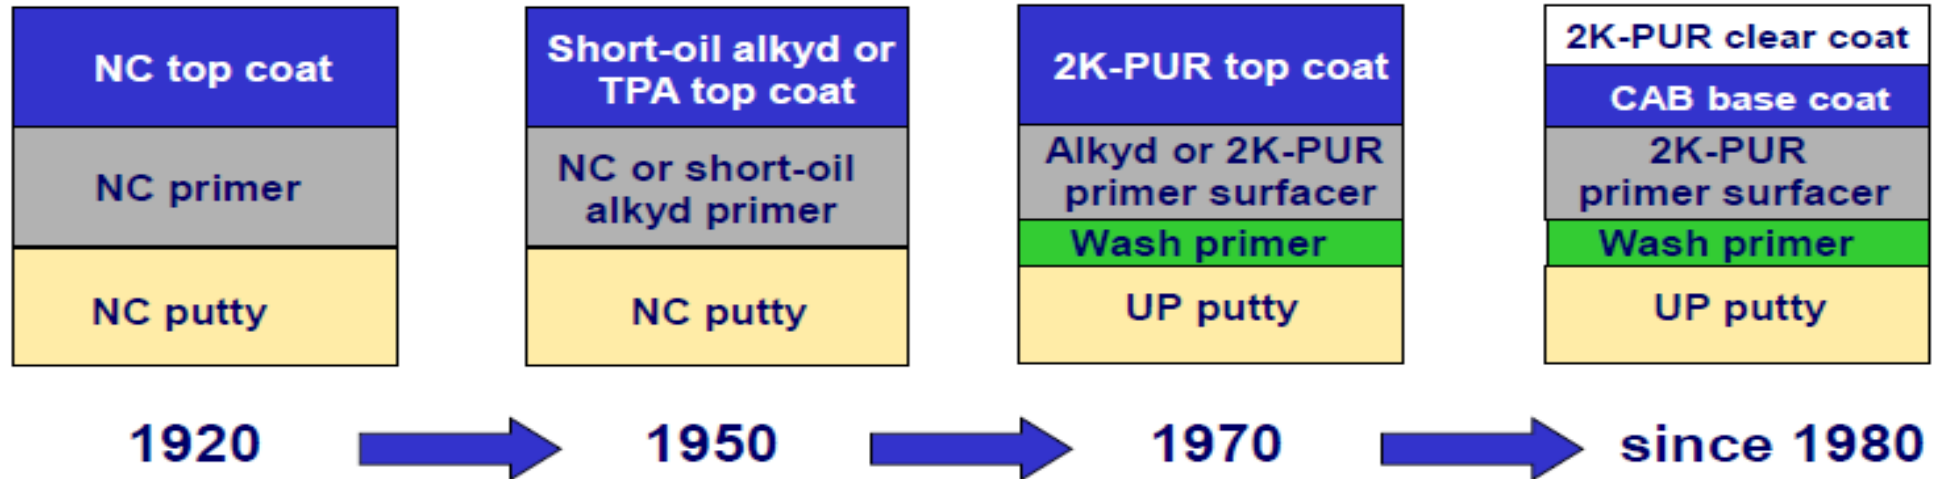 NC top coat
NC primer
NC putty
1920
Short-oil alkyd or
TPA top coat
NC or short-oil
alkyd primer
NC putty
1950
2K-PUR top coat
Alkyd or 2K-PUR
primer surfacer
Wash primer
UP putty
1970
2K-PUR clear coat
CAB base coat
2K-PUR
primer surfacer
Wash primer
UP putty
since 1980